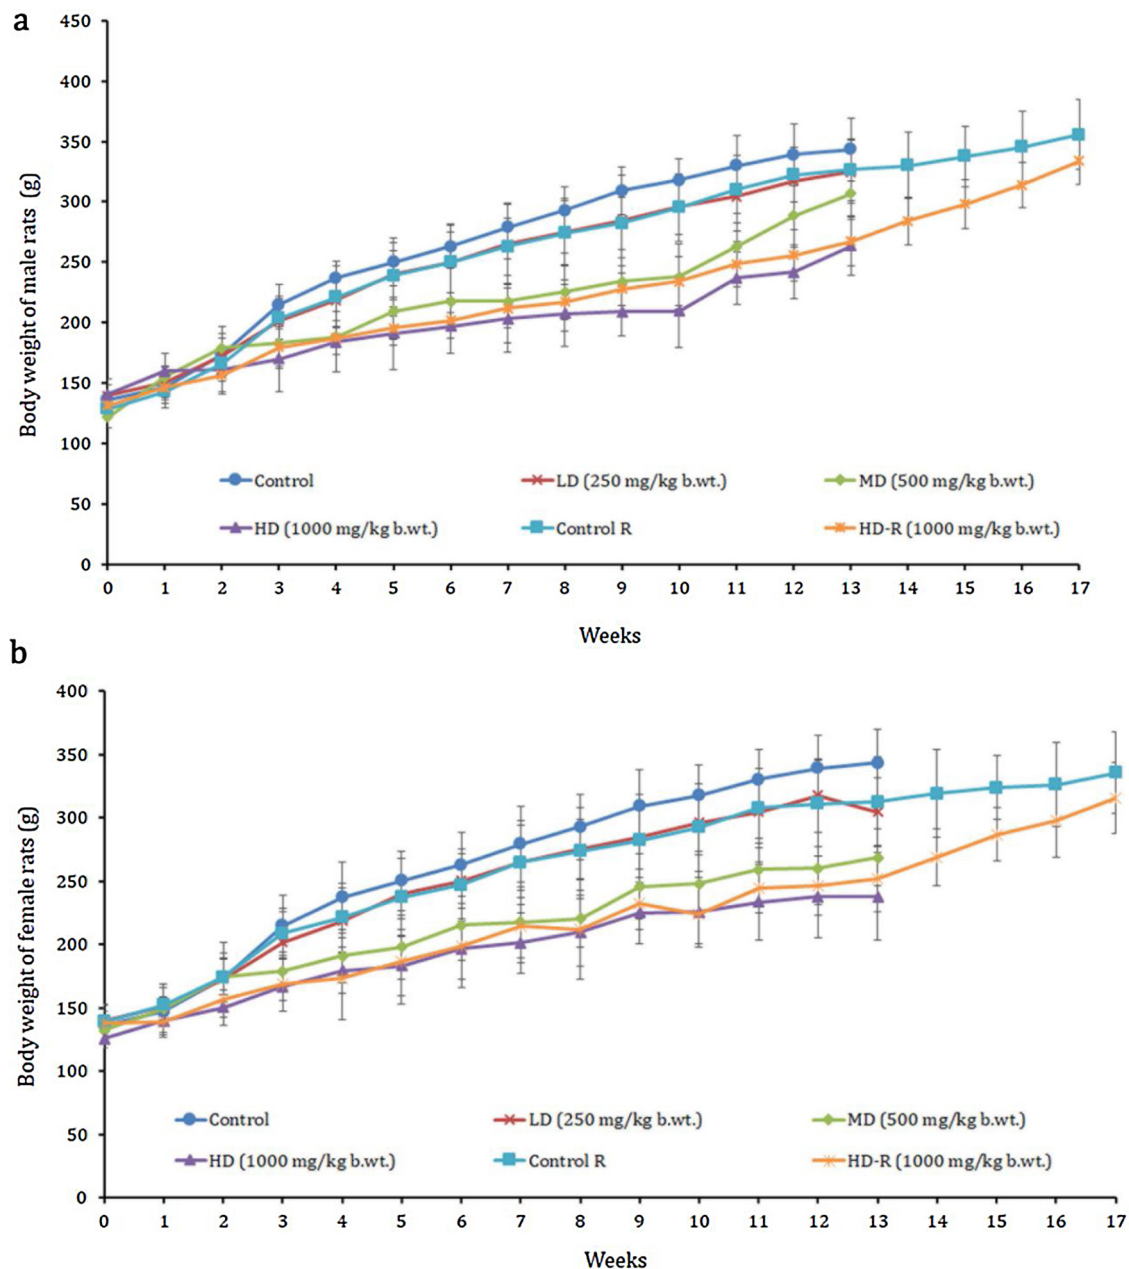 a
450
400
350
300
250
200
150
100
50
0
Body weight of male rats (g)
Control
LD (250 mg/kg b.wt.)
MD (500 mg/kg b.wt.)
HD (1000 mg/kg b.wt.)
Control R
HD-R (1000 mg/kg b.wt.)
0 1 2 3 4 5 6 7 8 9 10 11 12 13 14 15 16 17
Weeks
b
400
350
300
250
200
150
100
50
0
Body weight of female rats (g)
Control
LD (250 mg/kg b.wt.)
MD (500 mg/kg b.wt.)
HD (1000 mg/kg b.wt.)
Control R
HD-R (1000 mg/kg b.wt.)
0 1 2 3 4 5 6 7 8 9 10 11 12 13 14 15 16 17
Weeks